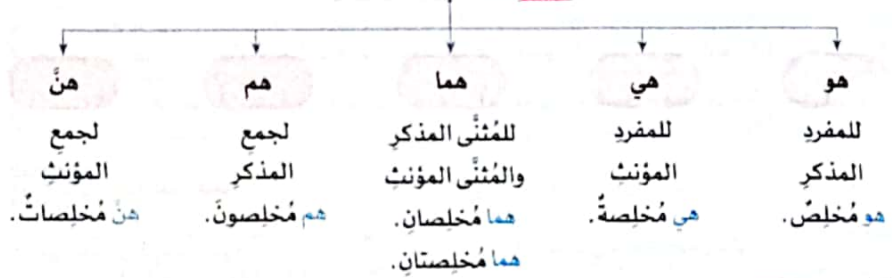 هو
للمفردِ
المذكرِ
هو مُخلِصٌ.
هي
للمفردِ
المؤنثِ
هي مُخلِصةٌ.
هما
للمُثنَّى المذكرِ
والمُثنَّى المؤنثِ
هما مُخلِصانِ.
هما مُخلِصتانِ.
هم
لجمعِ
المذكرِ
هم مُخلِصونَ.
هنَّ
لجمعِ
المؤنثِ
هنَّ مُخلِصاتٌ.